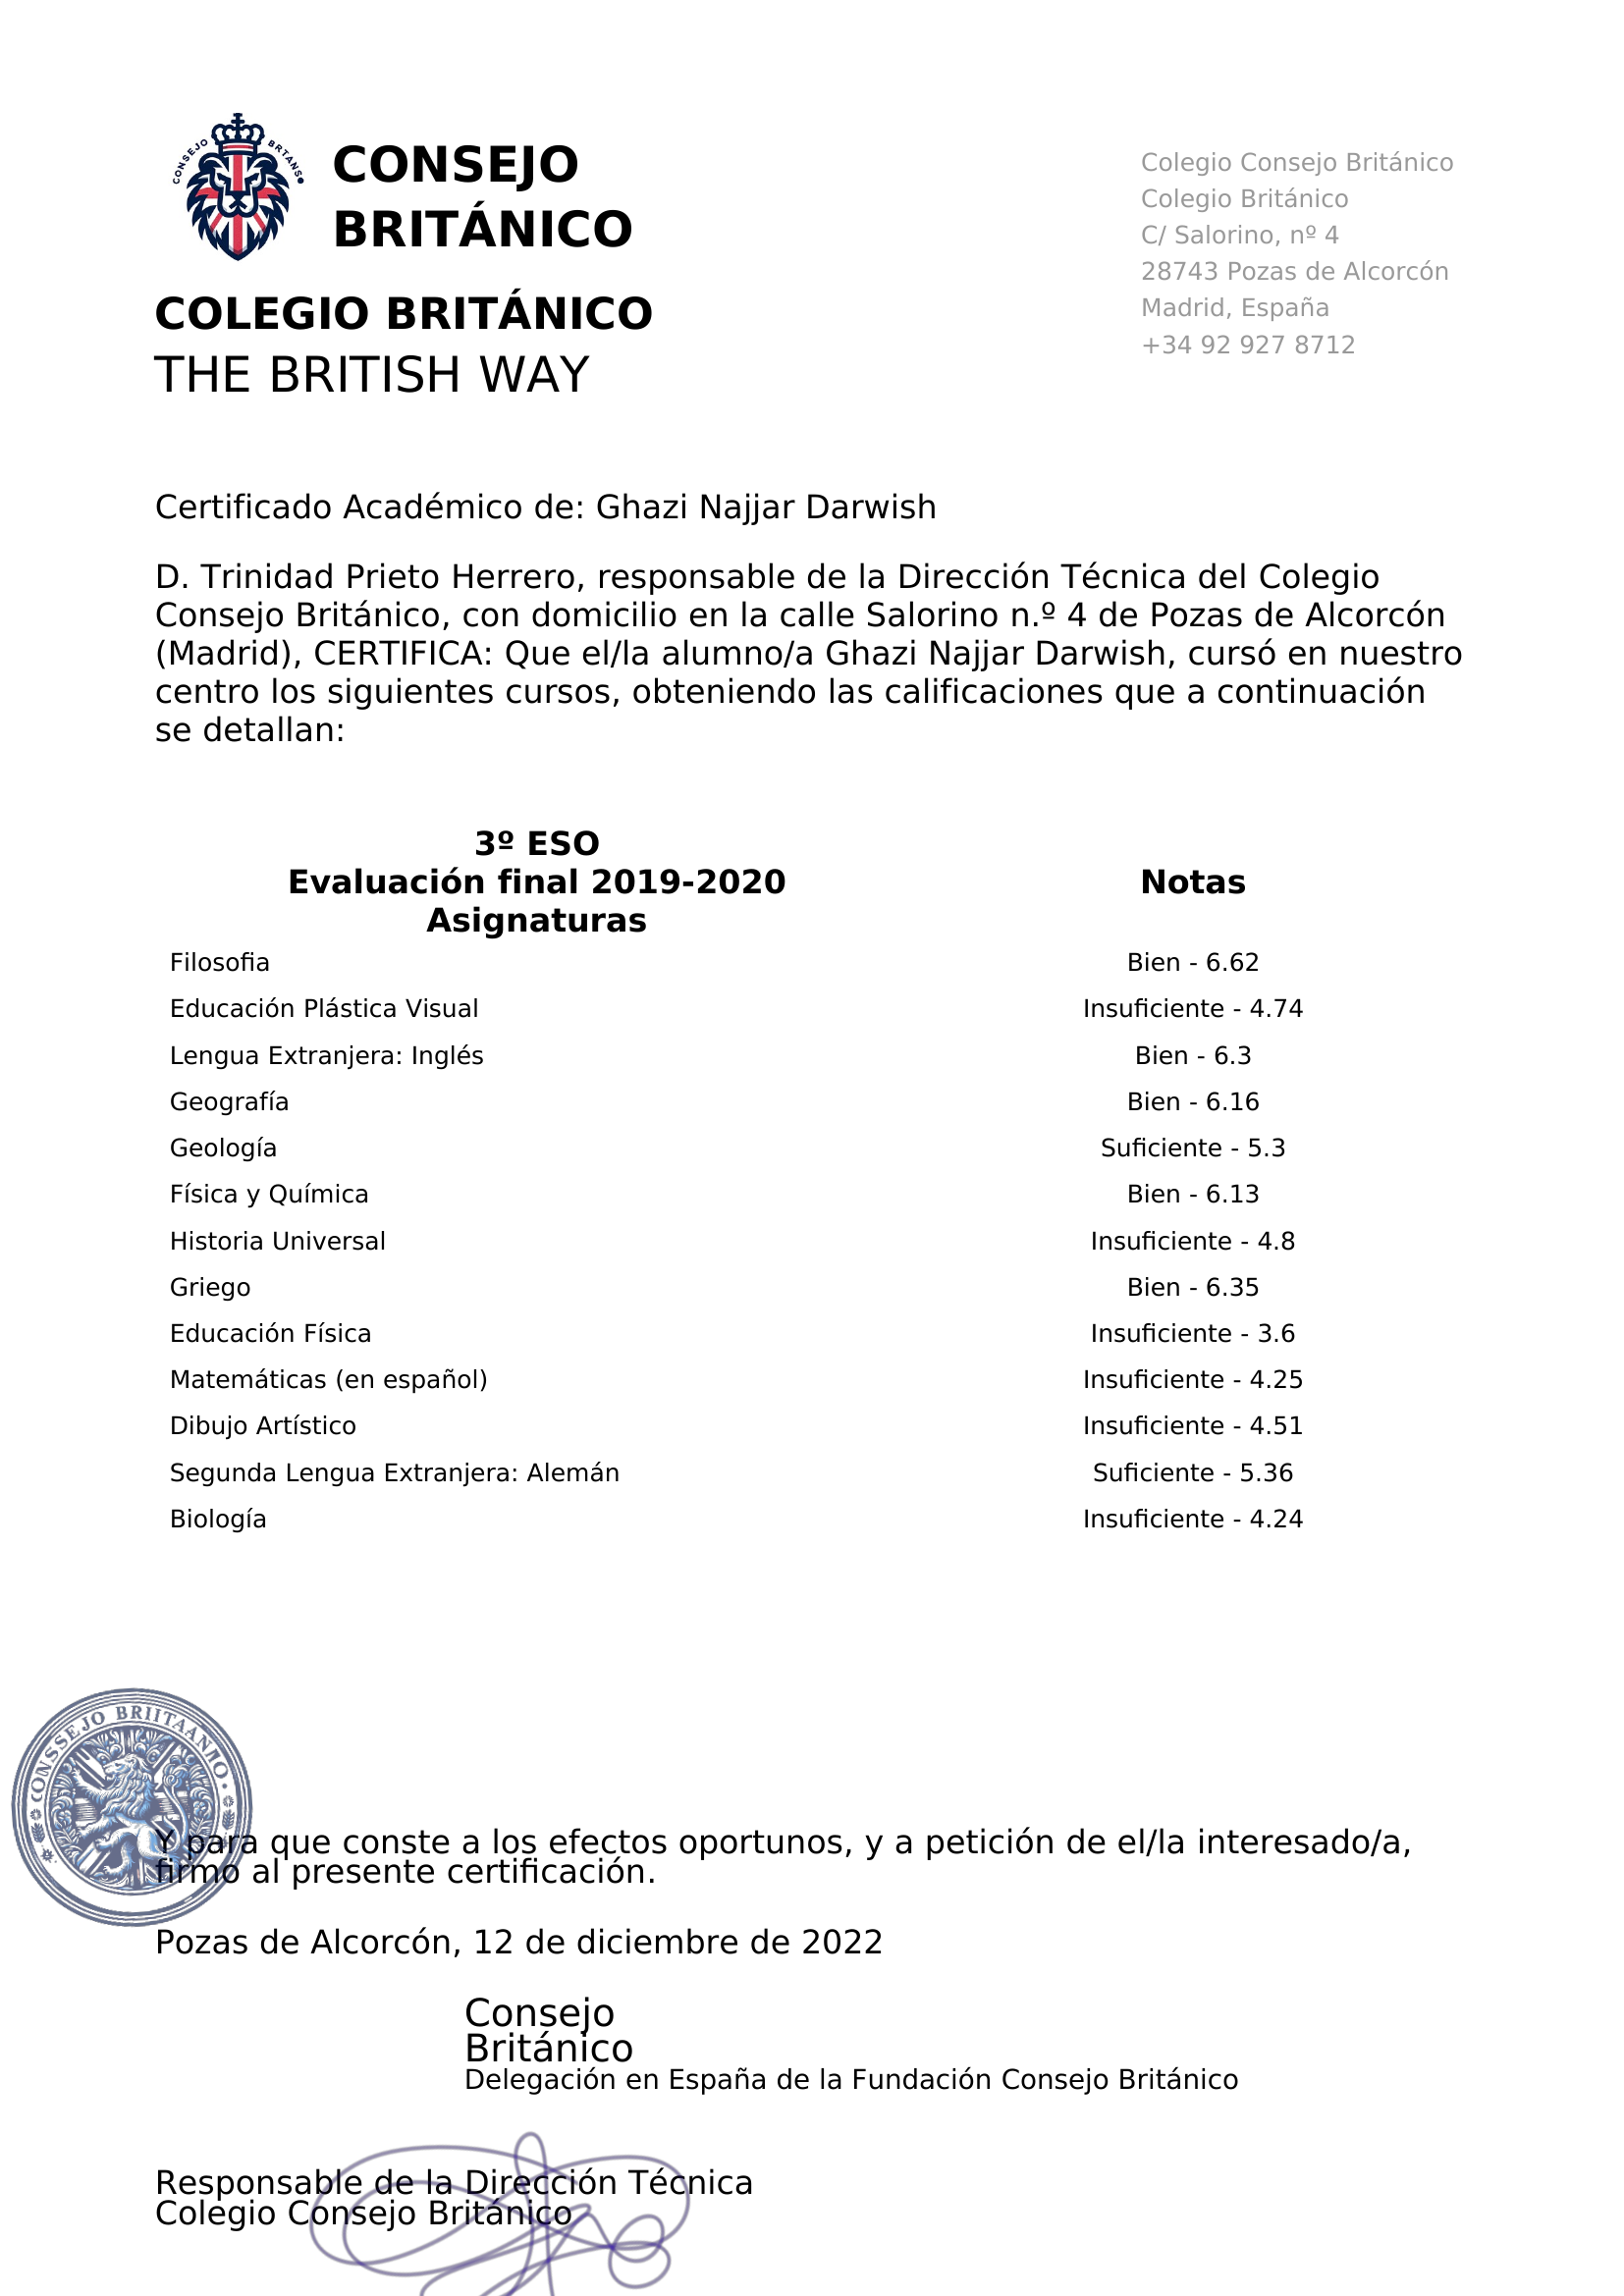 CONSEJO BRTANS
CONSEJO
BRITÁNICO
COLEGIO BRITÁNICO
THE BRITISH WAY
Colegio Consejo Británico
Colegio Británico
C/ Salorino, nº 4
28743 Pozas de Alcorcón
Madrid, España
+34 92 927 8712
Certificado Académico de: Ghazi Najjar Darwish
D. Trinidad Prieto Herrero, responsable de la Dirección Técnica del Colegio
Consejo Británico, con domicilio en la calle Salorino n.º 4 de Pozas de Alcorcón
(Madrid), CERTIFICA: Que el/la alumno/a Ghazi Najjar Darwish, cursó en nuestro
centro los siguientes cursos, obteniendo las calificaciones que a continuación
se detallan:
3º ESO
Evaluación final 2019-2020 Notas
Asignaturas
Filosofia Bien - 6.62
Educación Plástica Visual Insuficiente - 4.74
Lengua Extranjera: Inglés Bien - 6.3
Geografía Bien - 6.16
Geología Suficiente - 5.3
Física y Química Bien - 6.13
Historia Universal Insuficiente - 4.8
Griego Bien - 6.35
Educación Física Insuficiente - 3.6
Matemáticas (en español) Insuficiente - 4.25
Dibujo Artístico Insuficiente - 4.51
Segunda Lengua Extranjera: Alemán Suficiente - 5.36
Biología Insuficiente - 4.24
CONSSEJO BRIITAÁNIIO
Y para que conste a los efectos oportunos, y a petición de el/la interesado/a,
firmo al presente certificación.
Pozas de Alcorcón, 12 de diciembre de 2022
Consejo
Británico
Delegación en España de la Fundación Consejo Británico
Responsable de la Dirección Técnica
Colegio Consejo Británico